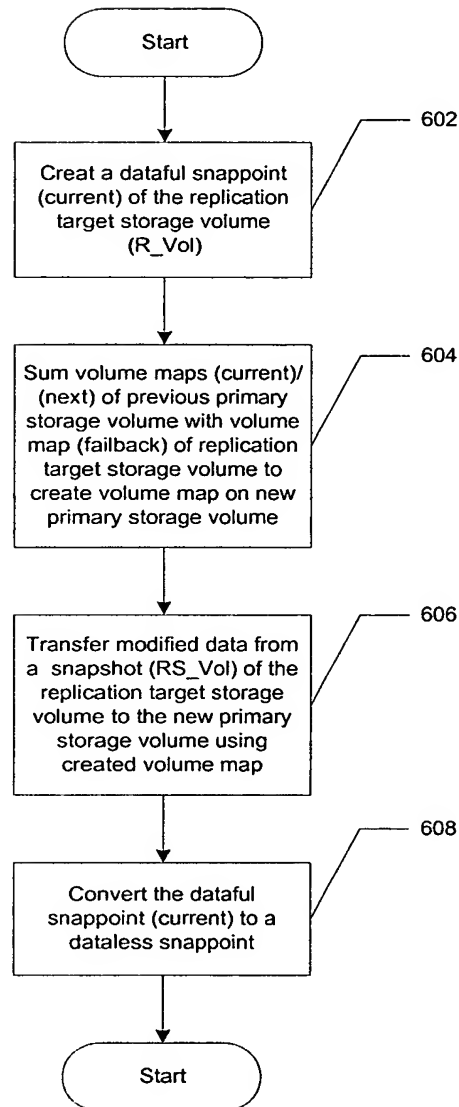 Start
602
Creat a dataful snappoint
(current) of the replication
target storage volume
(R_Vol)
604
Sum volume maps (current)/
(next) of previous primary
storage volume with volume
map (failback) of replication
target storage volume to
create volume map on new
primary storage volume
606
Transfer modified data from
a snapshot (RS_Vol) of the
replication target storage
volume to the new primary
storage volume using
created volume map
608
Convert the dataful
snappoint (current) to a
dataless snappoint
Start